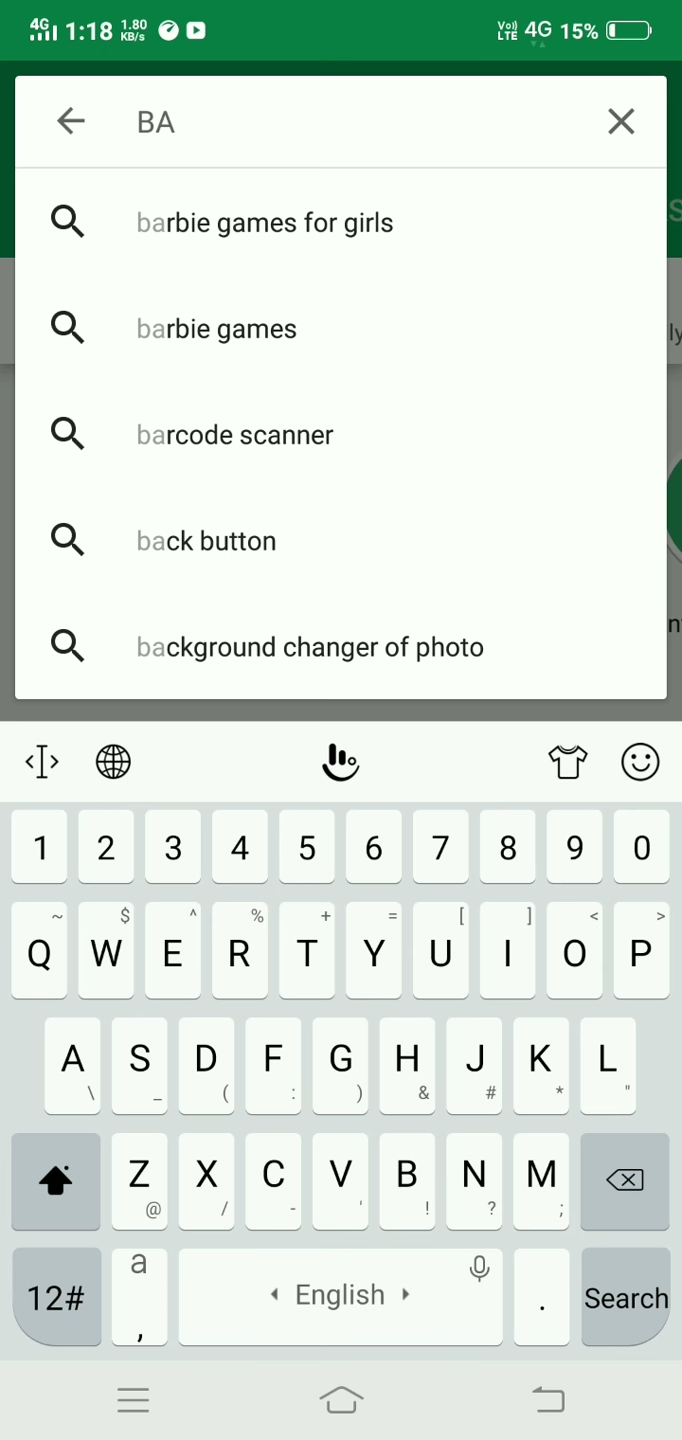 4G 1:18 1.80 KB/s Vo)) LTE 4G 15%
BA
barbie games for girls
barbie games
barcode scanner
back button
background changer of photo
1 2 3 4 5 6 7 8 9 0
~ $ ^ % + = [ ] < >
Q W E R T Y U I O P
A S D F G H J K L
\ _ ( : ) & # * "
Z X C V B N M
@ / - ' ! ? ;
12# a , English . Search